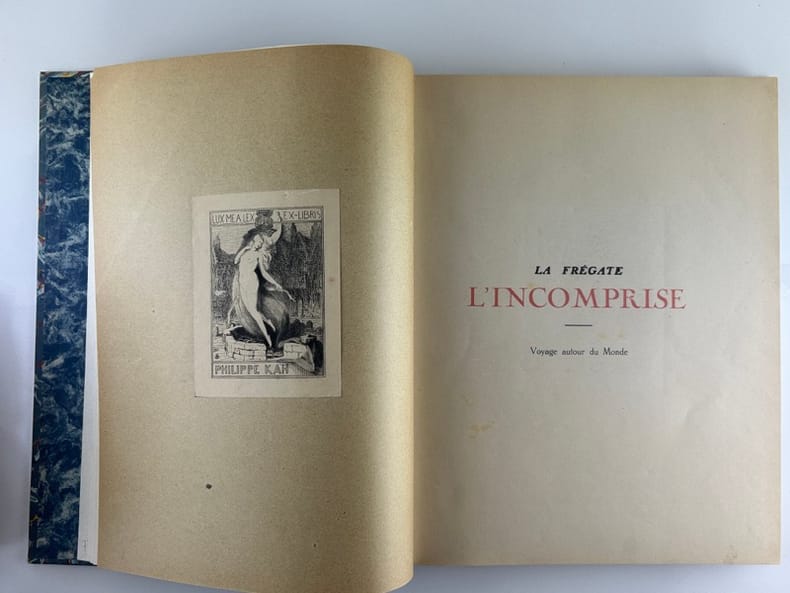 LUX MEA LEX EX-LIBRIS
PHILIPPE KAH
LA FRÉGATE
L'INCOMPRISE
Voyage autour du Monde